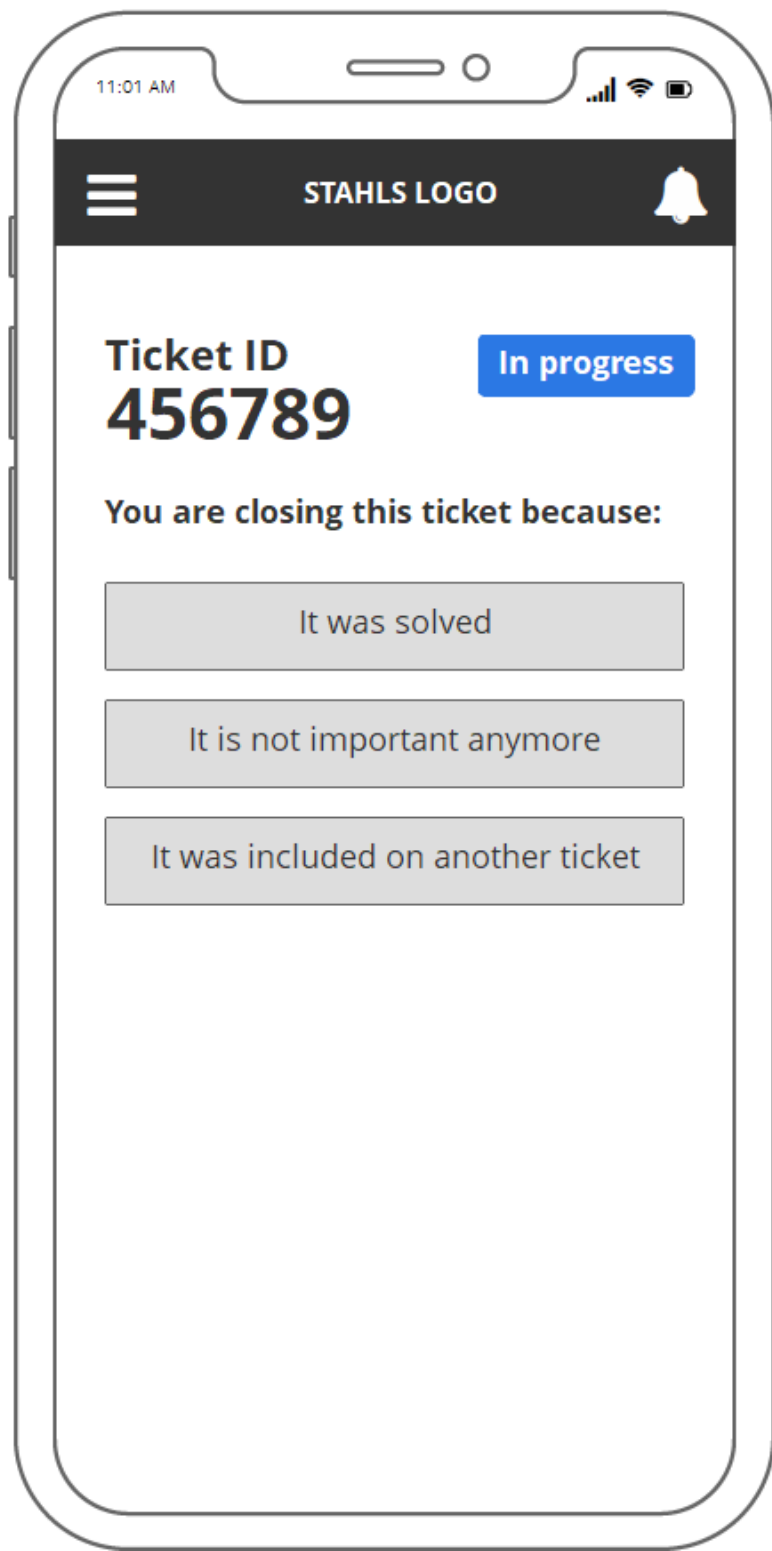 11:01 AM
STAHLS LOGO
Ticket ID
In progress
456789
You are closing this ticket because:
It was solved
It is not important anymore
It was included on another ticket